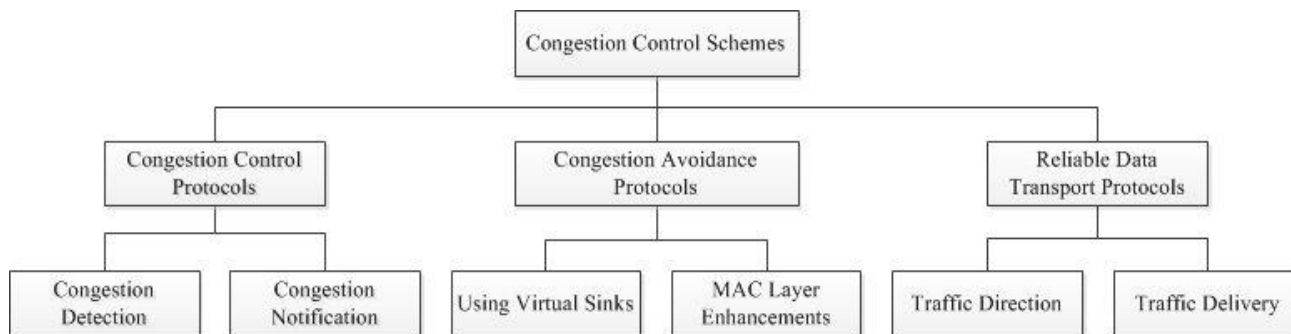 Congestion Control Schemes
Congestion Control
Protocols
Congestion Avoidance
Protocols
Reliable Data
Transport Protocols
Congestion
Detection
Congestion
Notification
Using Virtual Sinks
MAC Layer
Enhancements
Traffic Direction
Traffic Delivery